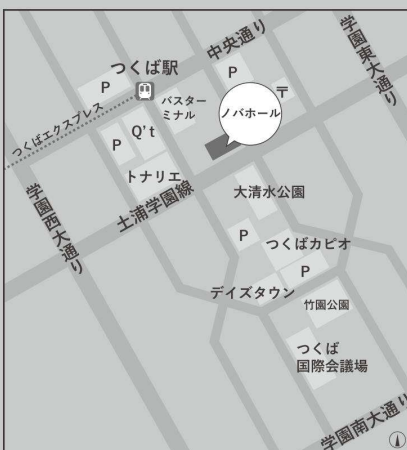 中央通り
学園東大通り
つくば駅
P
P
〒
バスター
ミナル
ノバホール
つくばエクスプレス
Q't
P
トナリエ
土浦学園線
学園西大通り
大清水公園
P
つくばカピオ
P
デイズタウン
竹園公園
つくば
国際会議場
学園南大通り